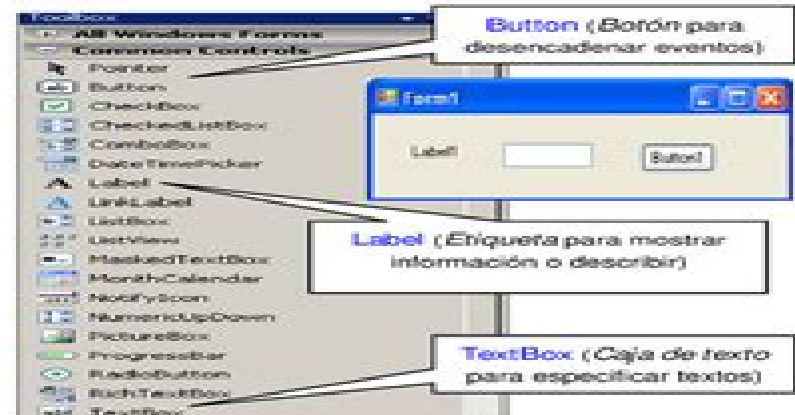 Toolbox
All Windows Forms
Common Controls
Pointer
Button
CheckBox
CheckedListBox
ComboBox
DateTimePicker
Label
LinkLabel
ListBox
ListView
MaskedTextBox
MonthCalendar
NotifyIcon
NumericUpDown
PictureBox
ProgressBar
RadioButton
RichTextBox
TextBox
Button (Botón para
desencadenar eventos)
Form1
Label1
Button1
Label (Etiqueta para mostrar
información o describir)
TextBox (Caja de texto
para especificar textos)